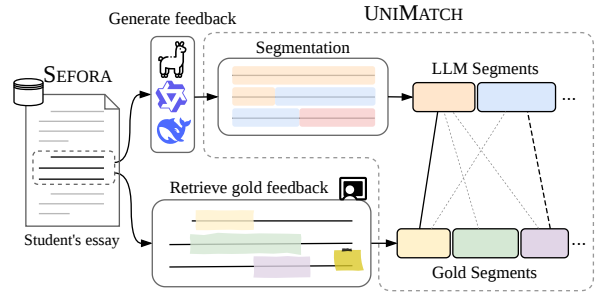 Generate feedback
UNIMATCH
SEFORA
Segmentation
LLM Segments
...
Retrieve gold feedback
Student's essay
...
Gold Segments